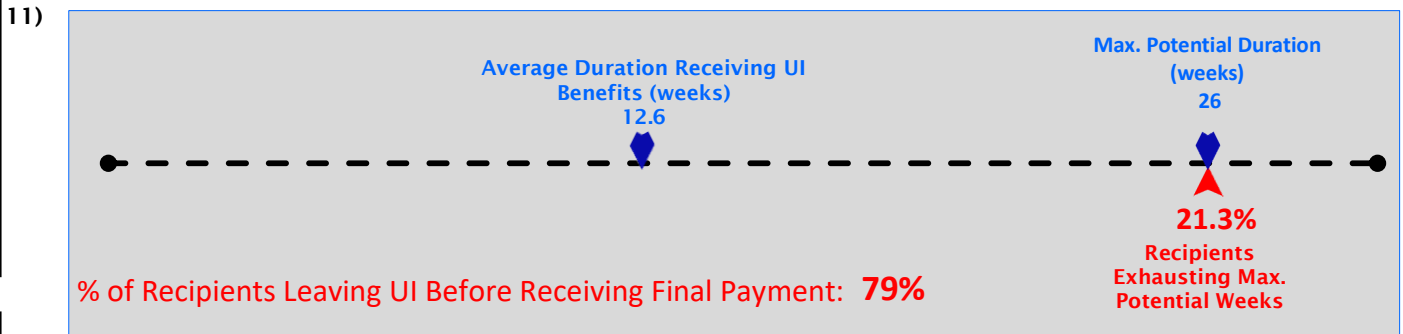 11)
Average Duration Receiving UI
Benefits (weeks)
12.6
Max. Potential Duration
(weeks)
26
21.3%
Recipients
Exhausting Max.
Potential Weeks
% of Recipients Leaving UI Before Receiving Final Payment: 79%